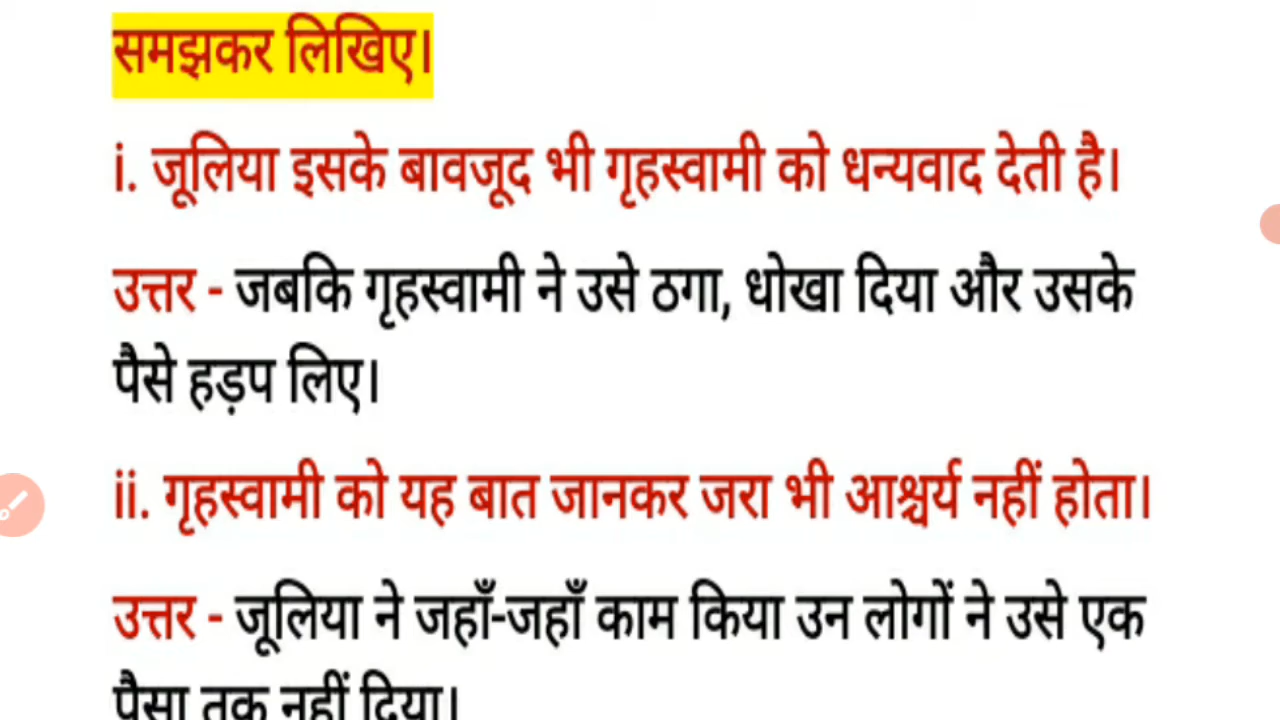 समझकर लिखिए।
i. जूलिया इसके बावजूद भी गृहस्वामी को धन्यवाद देती है।
उत्तर - जबकि गृहस्वामी ने उसे ठगा, धोखा दिया और उसके
पैसे हड़प लिए।
ii. गृहस्वामी को यह बात जानकर जरा भी आश्चर्य नहीं होता।
उत्तर - जूलिया ने जहाँ-जहाँ काम किया उन लोगों ने उसे एक
पैसा तक नहीं दिया।